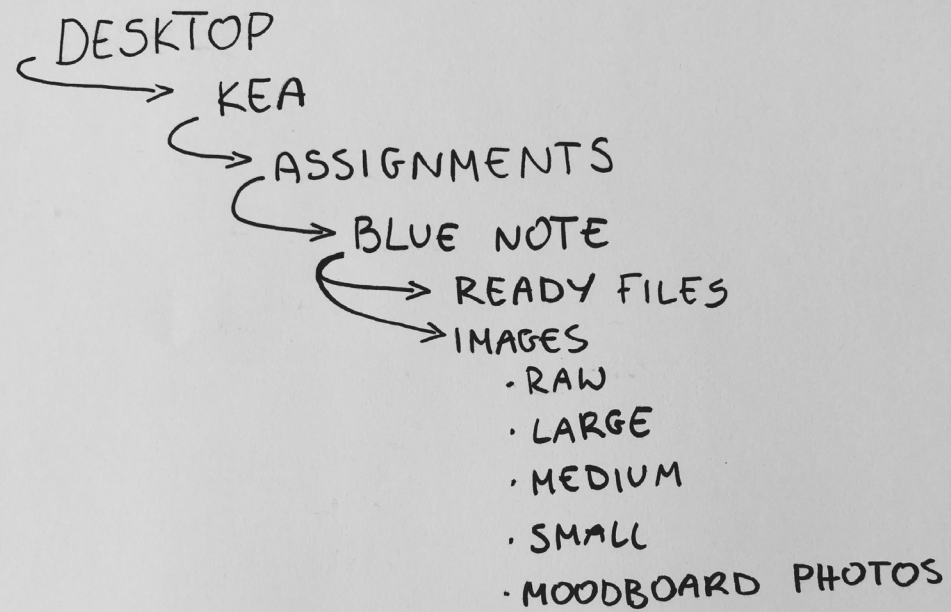 DESKTOP
KEA
ASSIGNMENTS
BLUE NOTE
READY FILES
IMAGES
· RAW
· LARGE
· MEDIUM
· SMALL
· MOODBOARD PHOTOS